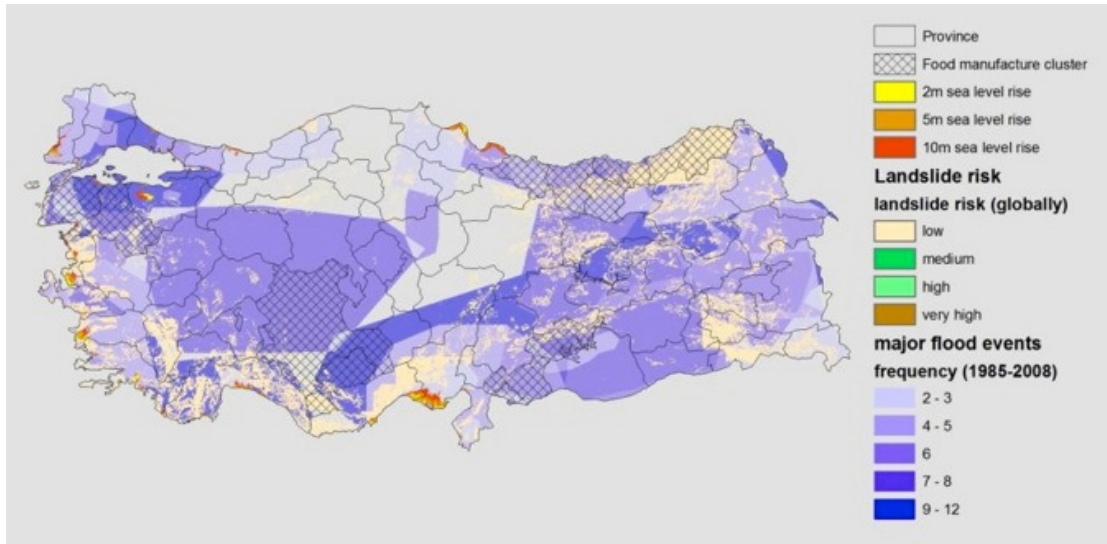 Province
Food manufacture cluster
2m sea level rise
5m sea level rise
10m sea level rise
Landslide risk
landslide risk (globally)
low
medium
high
very high
major flood events
frequency (1985-2008)
2 - 3
4 - 5
6
7 - 8
9 - 12